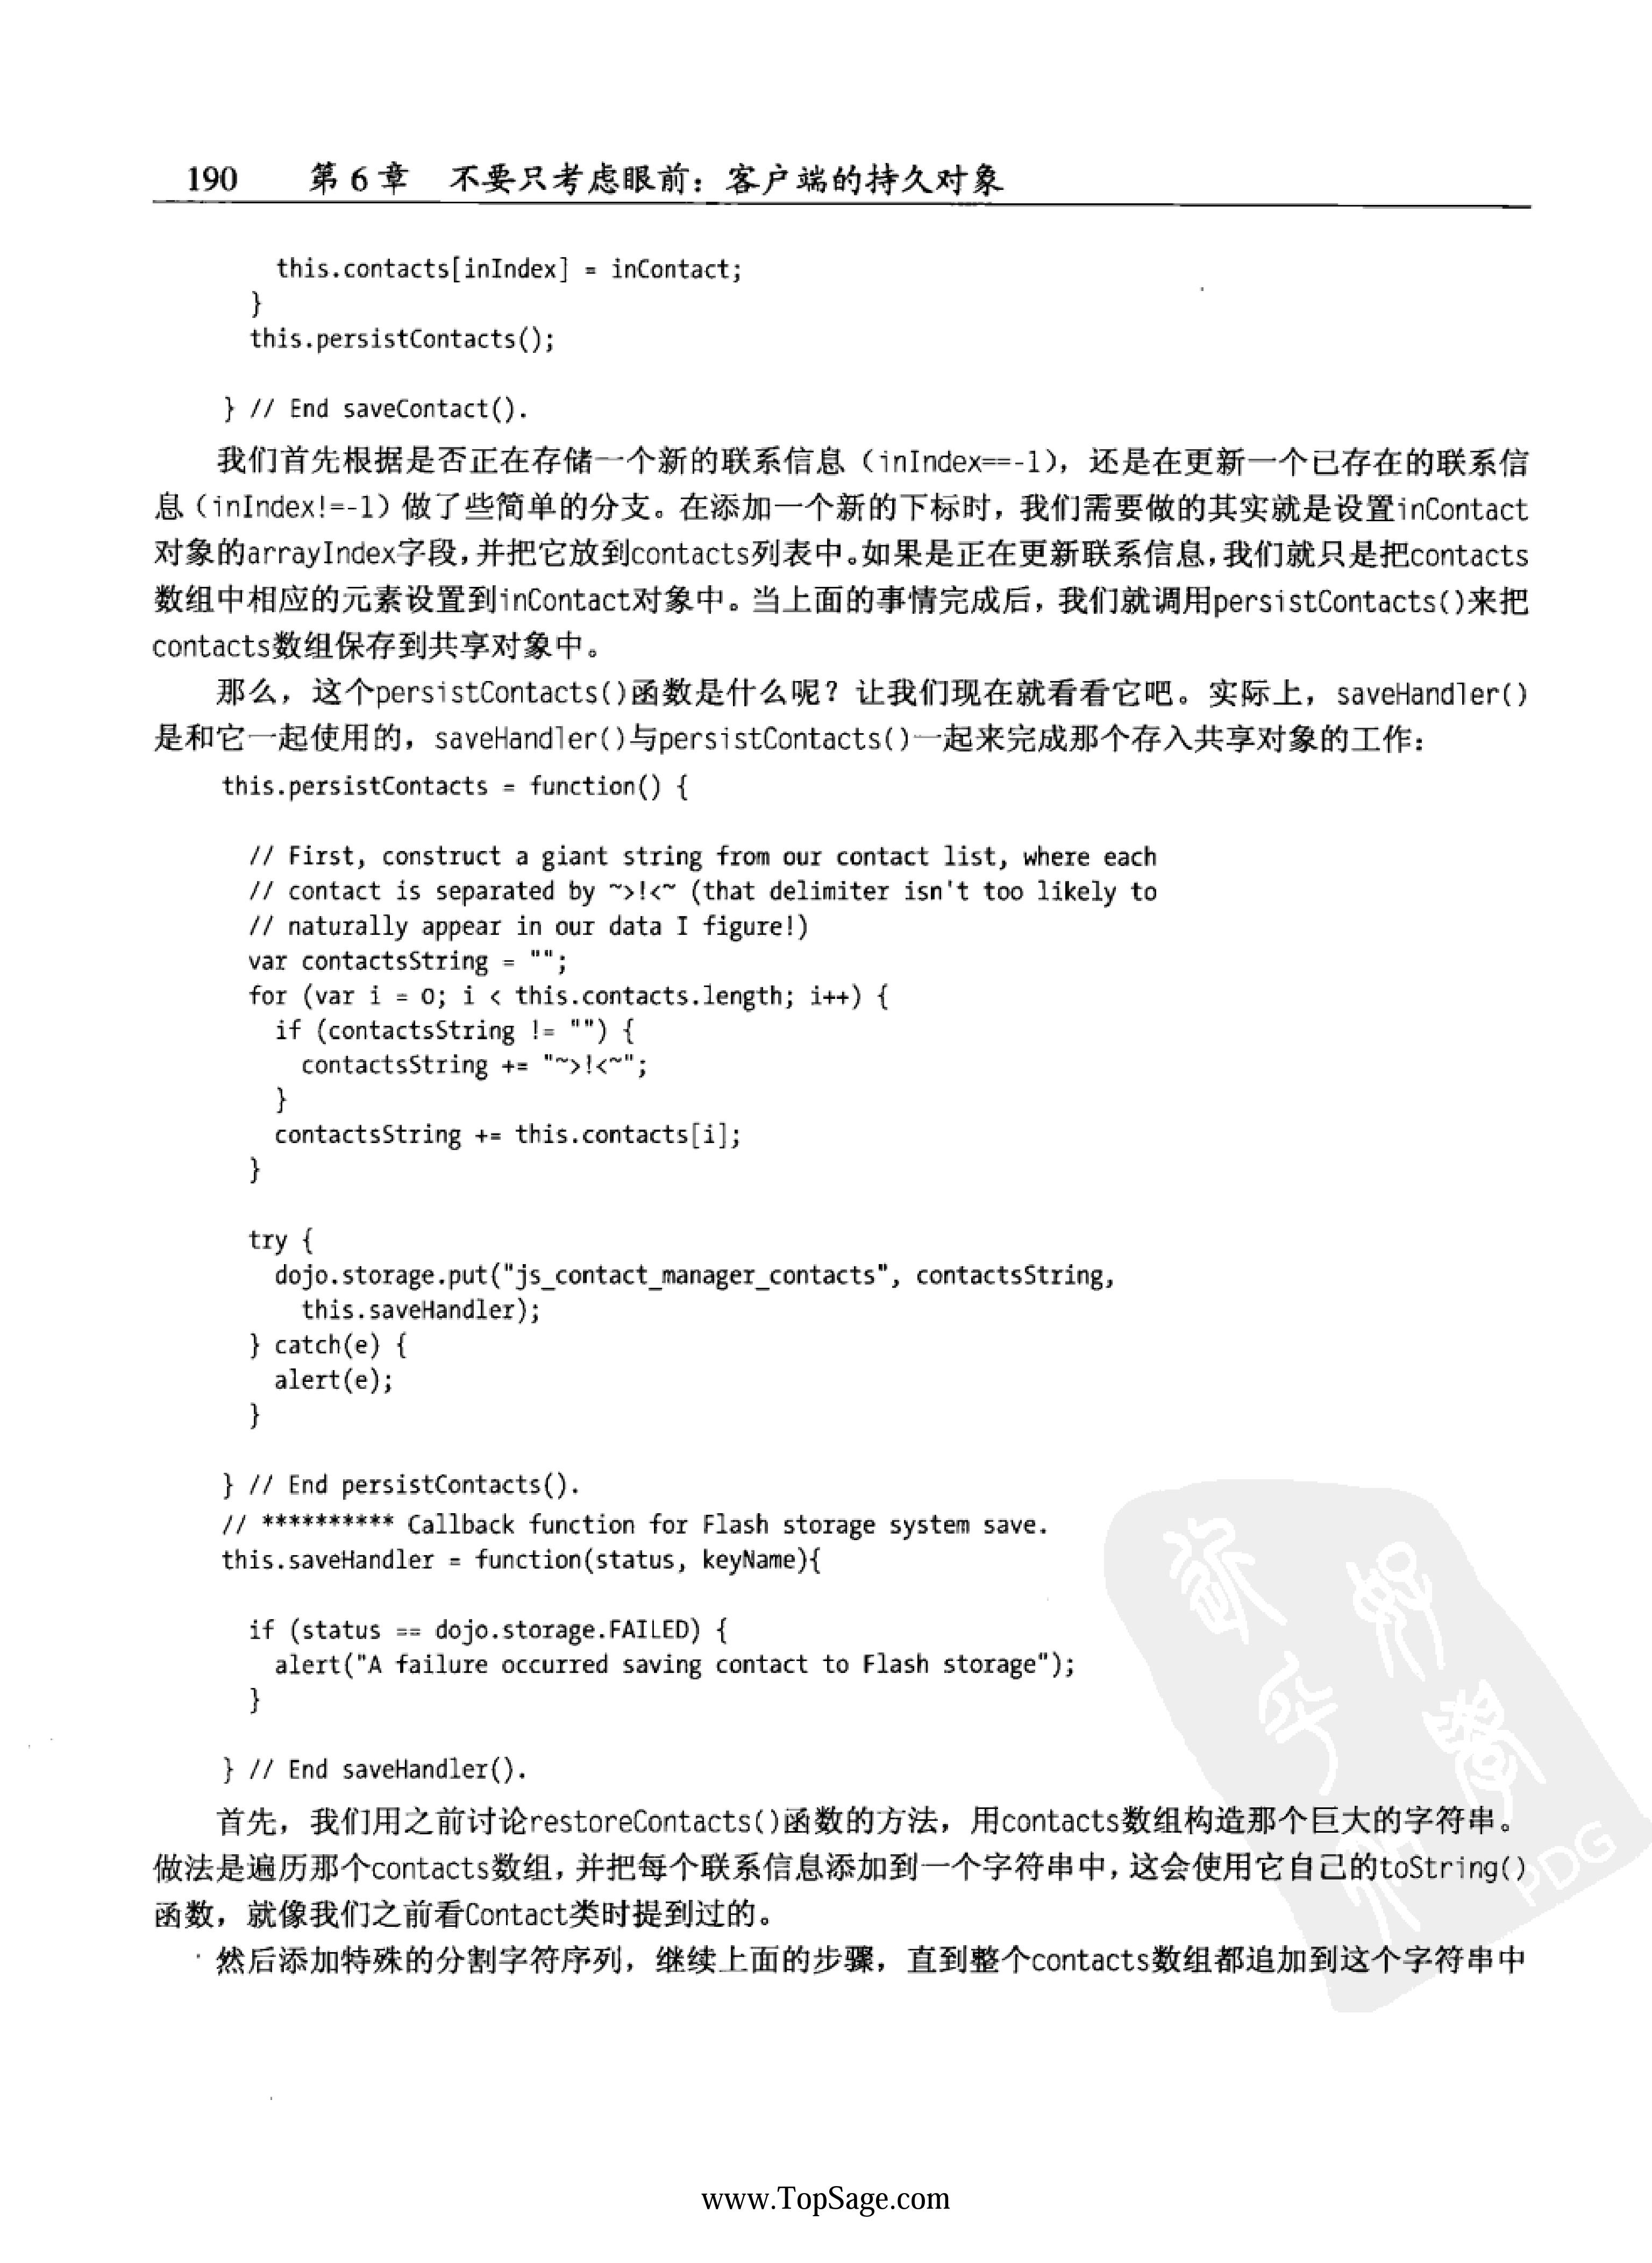 190 第 6 章 不要只考虑眼前：客户端的持久对象
this.contacts[inIndex] = inContact;
}
this.persistContacts();
} // End saveContact().
我们首先根据是否正在存储一个新的联系信息（inIndex==-1），还是在更新一个已存在的联系信
息（inIndex!=-1）做了些简单的分支。在添加一个新的下标时，我们需要做的其实就是设置inContact
对象的arrayIndex字段，并把它放到contacts列表中。如果是正在更新联系信息，我们就只是把contacts
数组中相应的元素设置到inContact对象中。当上面的事情完成后，我们就调用persistContacts()来把
contacts数组保存到共享对象中。
那么，这个persistContacts()函数是什么呢？让我们现在就看看它吧。实际上，saveHandler()
是和它一起使用的，saveHandler()与persistContacts()一起来完成那个存入共享对象的工作：
this.persistContacts = function() {
// First, construct a giant string from our contact list, where each
// contact is separated by ~>!<~ (that delimiter isn't too likely to
// naturally appear in our data I figure!)
var contactsString = "";
for (var i = 0; i < this.contacts.length; i++) {
if (contactsString != "") {
contactsString += "~>!<~";
}
contactsString += this.contacts[i];
}
try {
dojo.storage.put("js_contact_manager_contacts", contactsString,
this.saveHandler);
} catch(e) {
alert(e);
}
} // End persistContacts().
// ********** Callback function for Flash storage system save.
this.saveHandler = function(status, keyName){
if (status == dojo.storage.FAILED) {
alert("A failure occurred saving contact to Flash storage");
}
} // End saveHandler().
首先，我们用之前讨论restoreContacts()函数的方法，用contacts数组构造那个巨大的字符串。
做法是遍历那个contacts数组，并把每个联系信息添加到一个字符串中，这会使用它自己的toString()
函数，就像我们之前看Contact类时提到过的。
然后添加特殊的分割字符序列，继续上面的步骤，直到整个contacts数组都追加到这个字符串中
PDG
www.TopSage.com